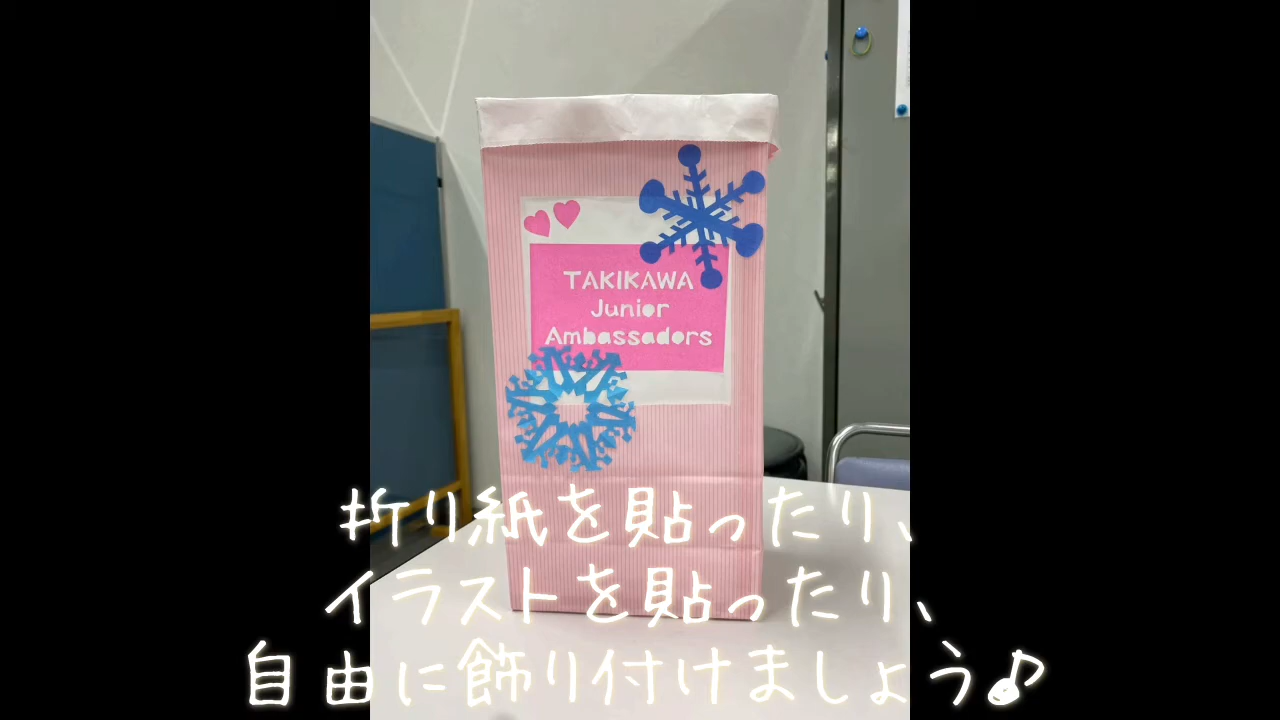 TAKIKAWA
Junior
Ambassadors
折り紙を貼ったり、
イラストを貼ったり、
自由に飾り付けましょう♪